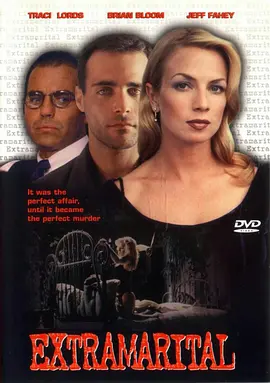 TRACI LORDS BRIAN BLOOM JEFF FAHEY
It was the
perfect affair,
until it became
the perfect murder
DVD
VIDEO
EXTRAMARITAL